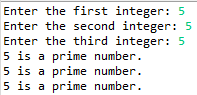 Enter the first integer: 5
Enter the second integer: 5
Enter the third integer: 5
5 is a prime number.
5 is a prime number.
5 is a prime number.